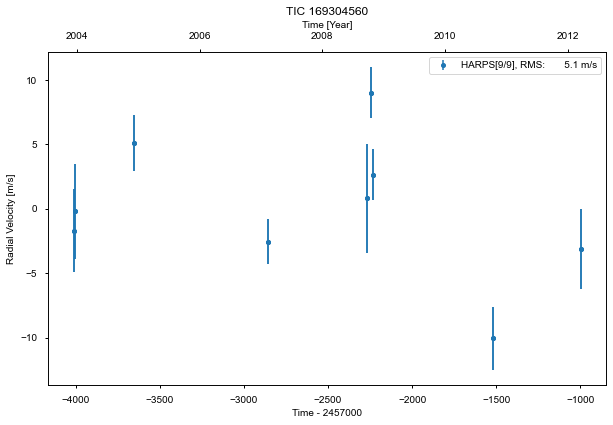 TIC 169304560
Time [Year]
2004 2006 2008 2010 2012
HARPS[9/9], RMS: 5.1 m/s
10
5
0
−5
−10
Radial Velocity [m/s]
−4000 −3500 −3000 −2500 −2000 −1500 −1000
Time - 2457000